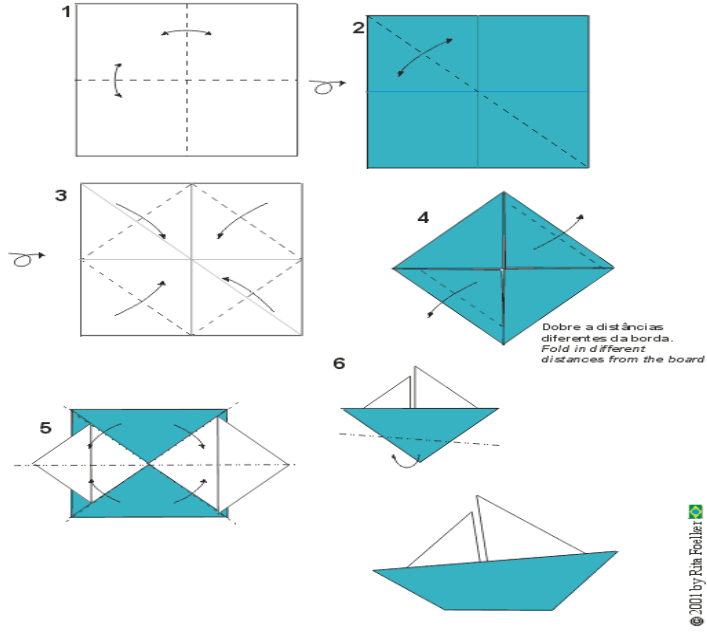 1
2
3
4
Dobre a distâncias
diferentes da borda.
Fold in different
distances from the board
5
6
© 2001 by Rita Foelker